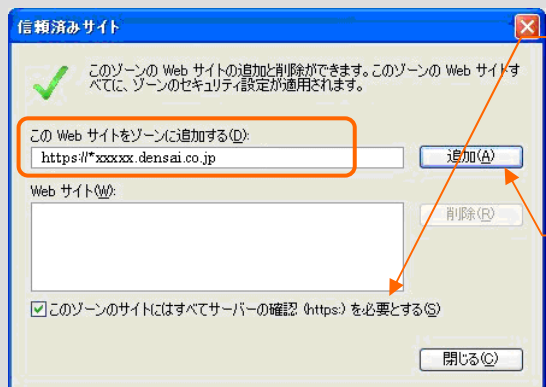 信頼済みサイト
このゾーンの Web サイトの追加と削除ができます。このゾーンの Web サイトす
べてに、ゾーンのセキュリティ設定が適用されます。
この Web サイトをゾーンに追加する(D):
https://*xxxxx.densai.co.jp
追加(A)
Web サイト(W):
削除(R)
このゾーンのサイトにはすべてサーバーの確認 (https:) を必要とする(S)
閉じる(C)